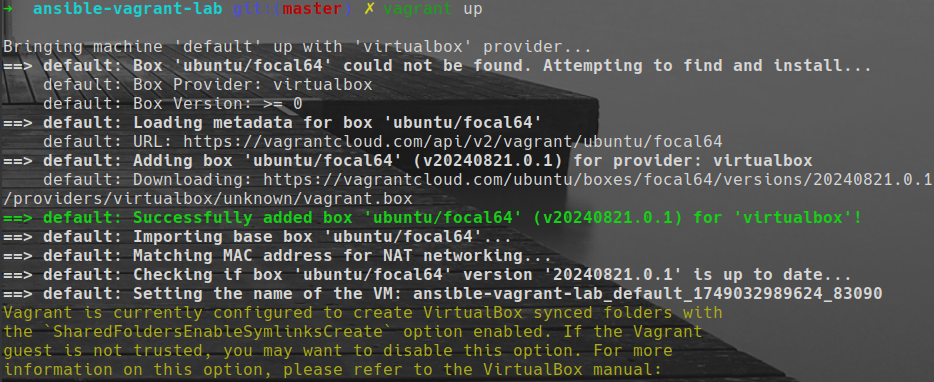 ➜  ansible-vagrant-lab git:(master) ✗ vagrant up
Bringing machine 'default' up with 'virtualbox' provider...
==> default: Box 'ubuntu/focal64' could not be found. Attempting to find and install...
    default: Box Provider: virtualbox
    default: Box Version: >= 0
==> default: Loading metadata for box 'ubuntu/focal64'
    default: URL: https://vagrantcloud.com/api/v2/vagrant/ubuntu/focal64
==> default: Adding box 'ubuntu/focal64' (v20240821.0.1) for provider: virtualbox
    default: Downloading: https://vagrantcloud.com/ubuntu/boxes/focal64/versions/20240821.0.1
/providers/virtualbox/unknown/vagrant.box
==> default: Successfully added box 'ubuntu/focal64' (v20240821.0.1) for 'virtualbox'!
==> default: Importing base box 'ubuntu/focal64'...
==> default: Matching MAC address for NAT networking...
==> default: Checking if box 'ubuntu/focal64' version '20240821.0.1' is up to date...
==> default: Setting the name of the VM: ansible-vagrant-lab_default_1749032989624_83090
Vagrant is currently configured to create VirtualBox synced folders with
the `SharedFoldersEnableSymlinksCreate` option enabled. If the Vagrant
guest is not trusted, you may want to disable this option. For more
information on this option, please refer to the VirtualBox manual: